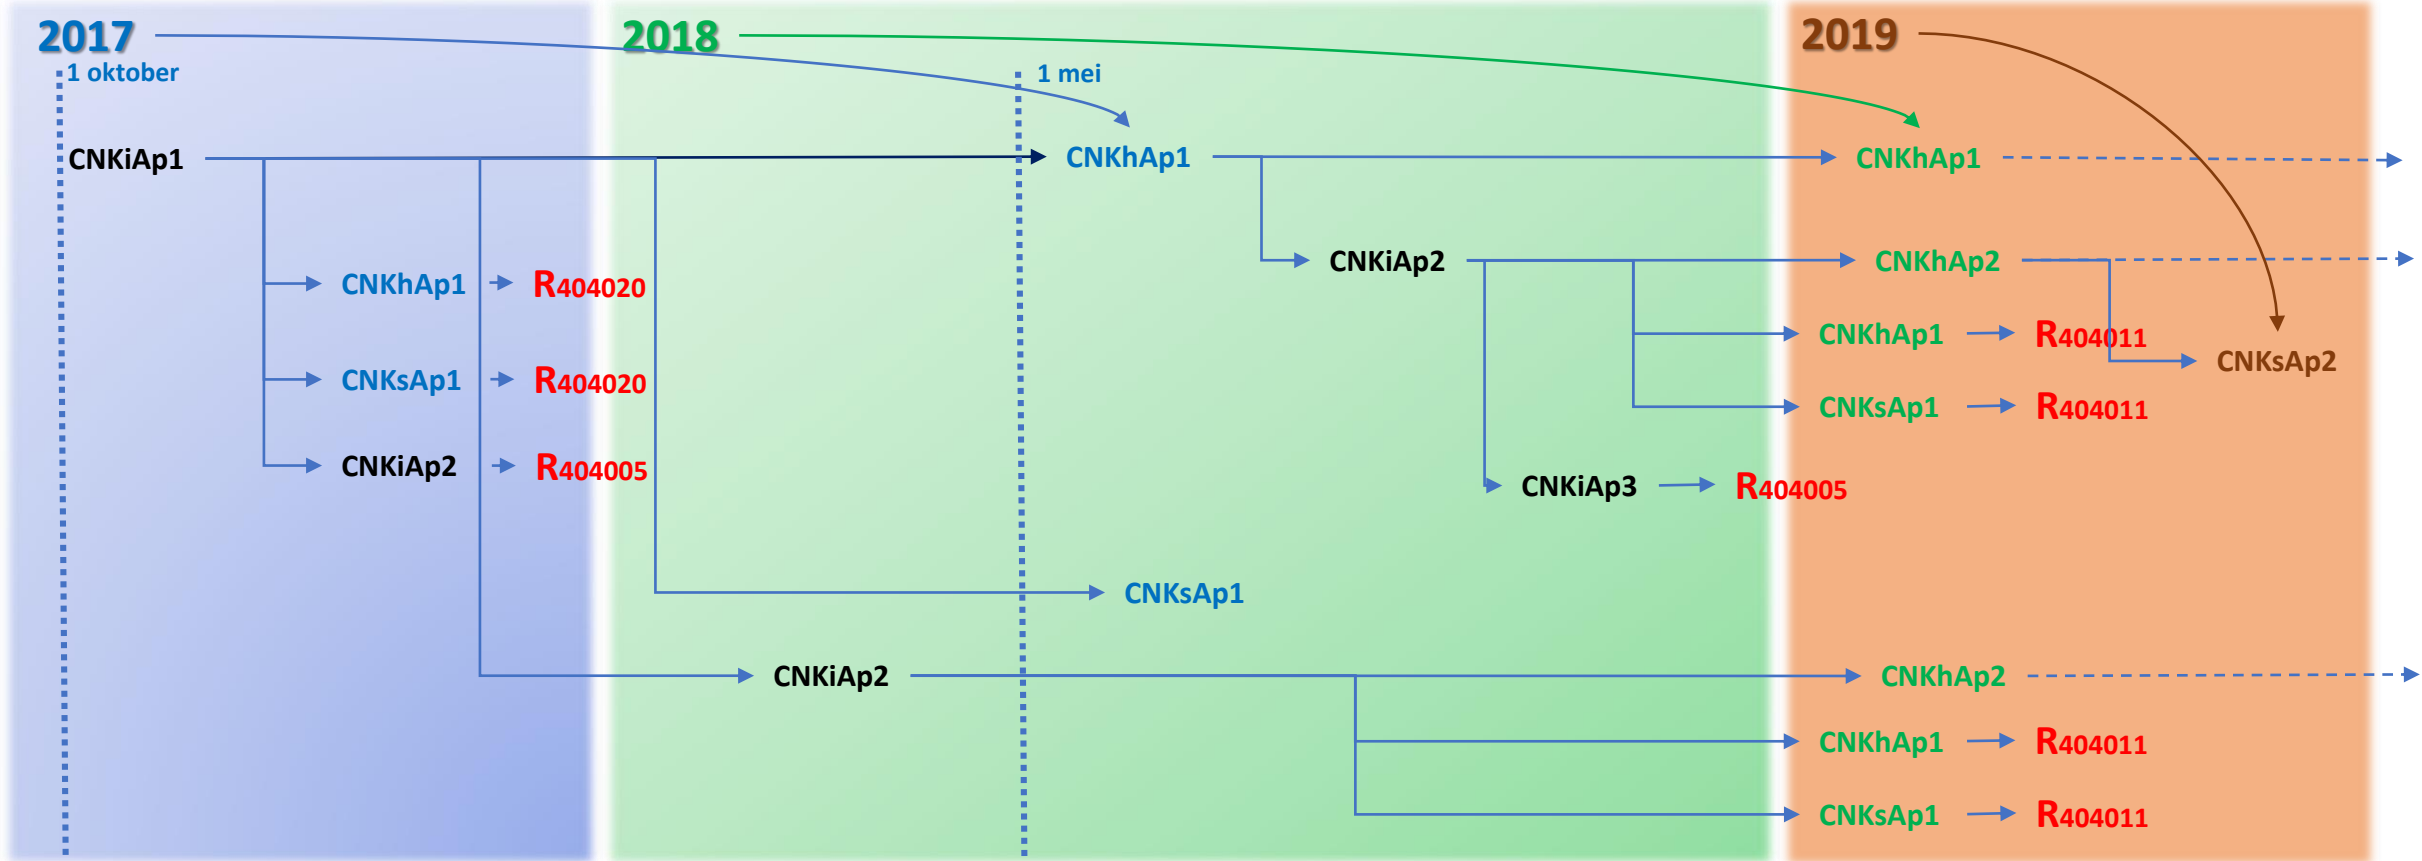 2017
2018
2019
1 oktober
1 mei
CNKiAp1
CNKhAp1
CNKhAp1
CNKiAp2
CNKhAp2
CNKhAp1
R404020
CNKhAp1
R404011
CNKsAp2
CNKsAp1
R404020
CNKsAp1
R404011
CNKiAp2
R404005
CNKiAp3
R404005
CNKsAp1
CNKiAp2
CNKhAp2
CNKhAp1
R404011
CNKsAp1
R404011